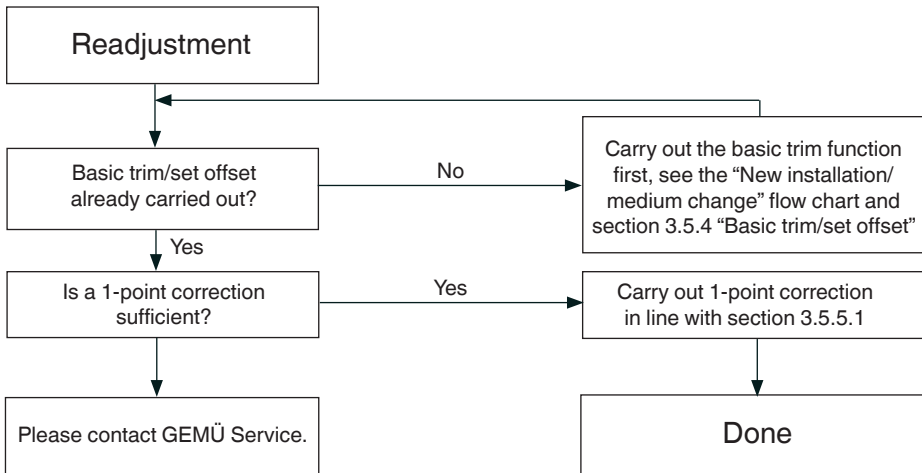 Readjustment
Basic trim/set offset
already carried out?
No
Carry out the basic trim function
first, see the “New installation/
medium change” flow chart and
section 3.5.4 “Basic trim/set offset”
Yes
Is a 1-point correction
sufficient?
Yes
Carry out 1-point correction
in line with section 3.5.5.1
Please contact GEMÜ Service.
Done